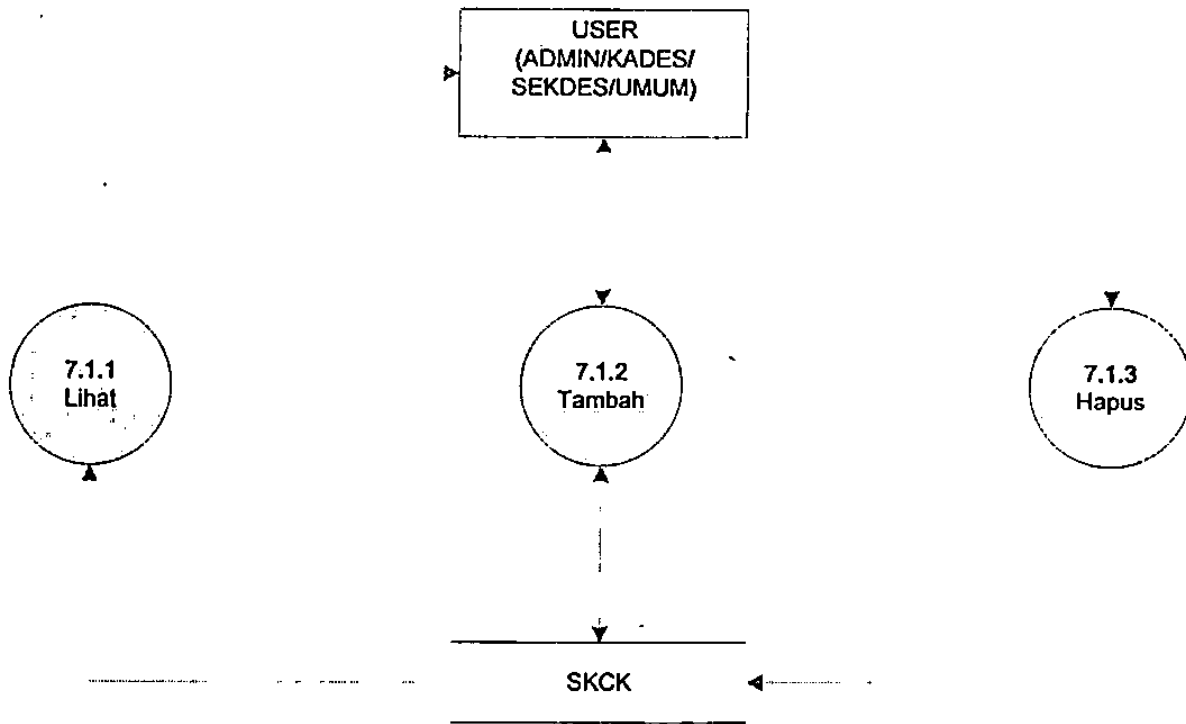 USER
(ADMIN/KADES/
SEKDES/UMUM)
7.1.1
Lihat
7.1.2
Tambah
7.1.3
Hapus
SKCK